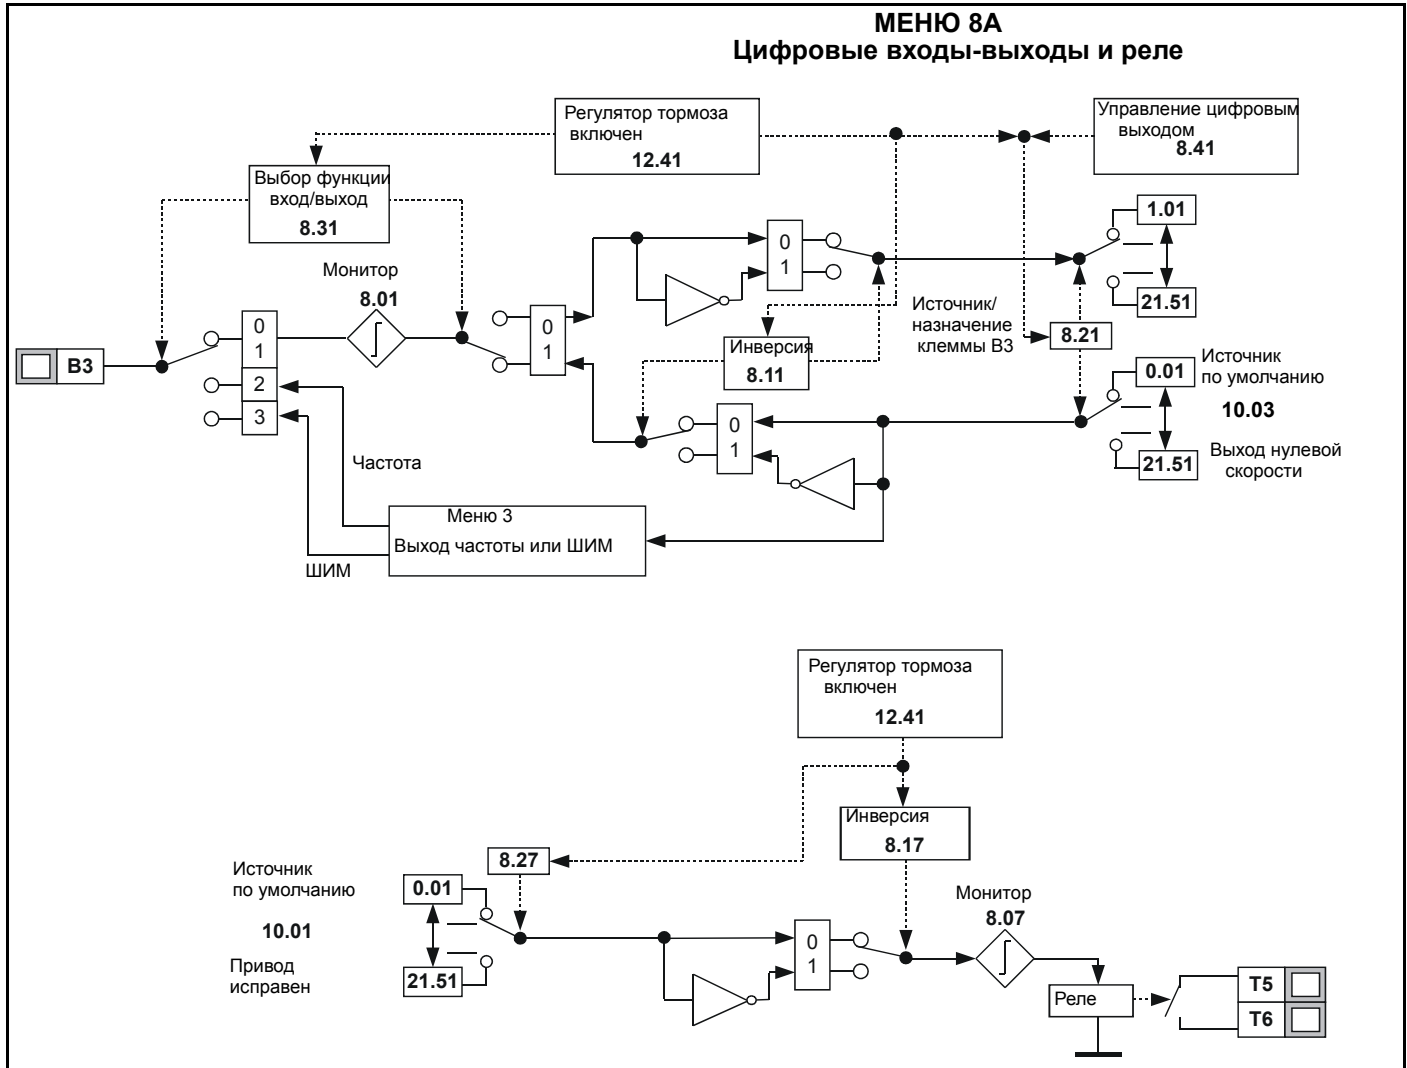 МЕНЮ 8А
Цифровые входы-выходы и реле
Регулятор тормоза
включен
12.41
Управление цифровым
выходом
8.41
Выбор функции
вход/выход
8.31
Монитор
8.01
B3
0
1
2
3
0
1
0
1
1.01
21.51
Источник/
назначение
клеммы B3
8.21
Инверсия
8.11
0
1
0.01
21.51
Источник
по умолчанию
10.03
Выход нулевой
скорости
Частота
ШИМ
Меню 3
Выход частоты или ШИМ
Регулятор тормоза
включен
12.41
Инверсия
8.17
8.27
Источник
по умолчанию
10.01
Привод
исправен
0.01
21.51
0
1
Монитор
8.07
Реле
T5
T6